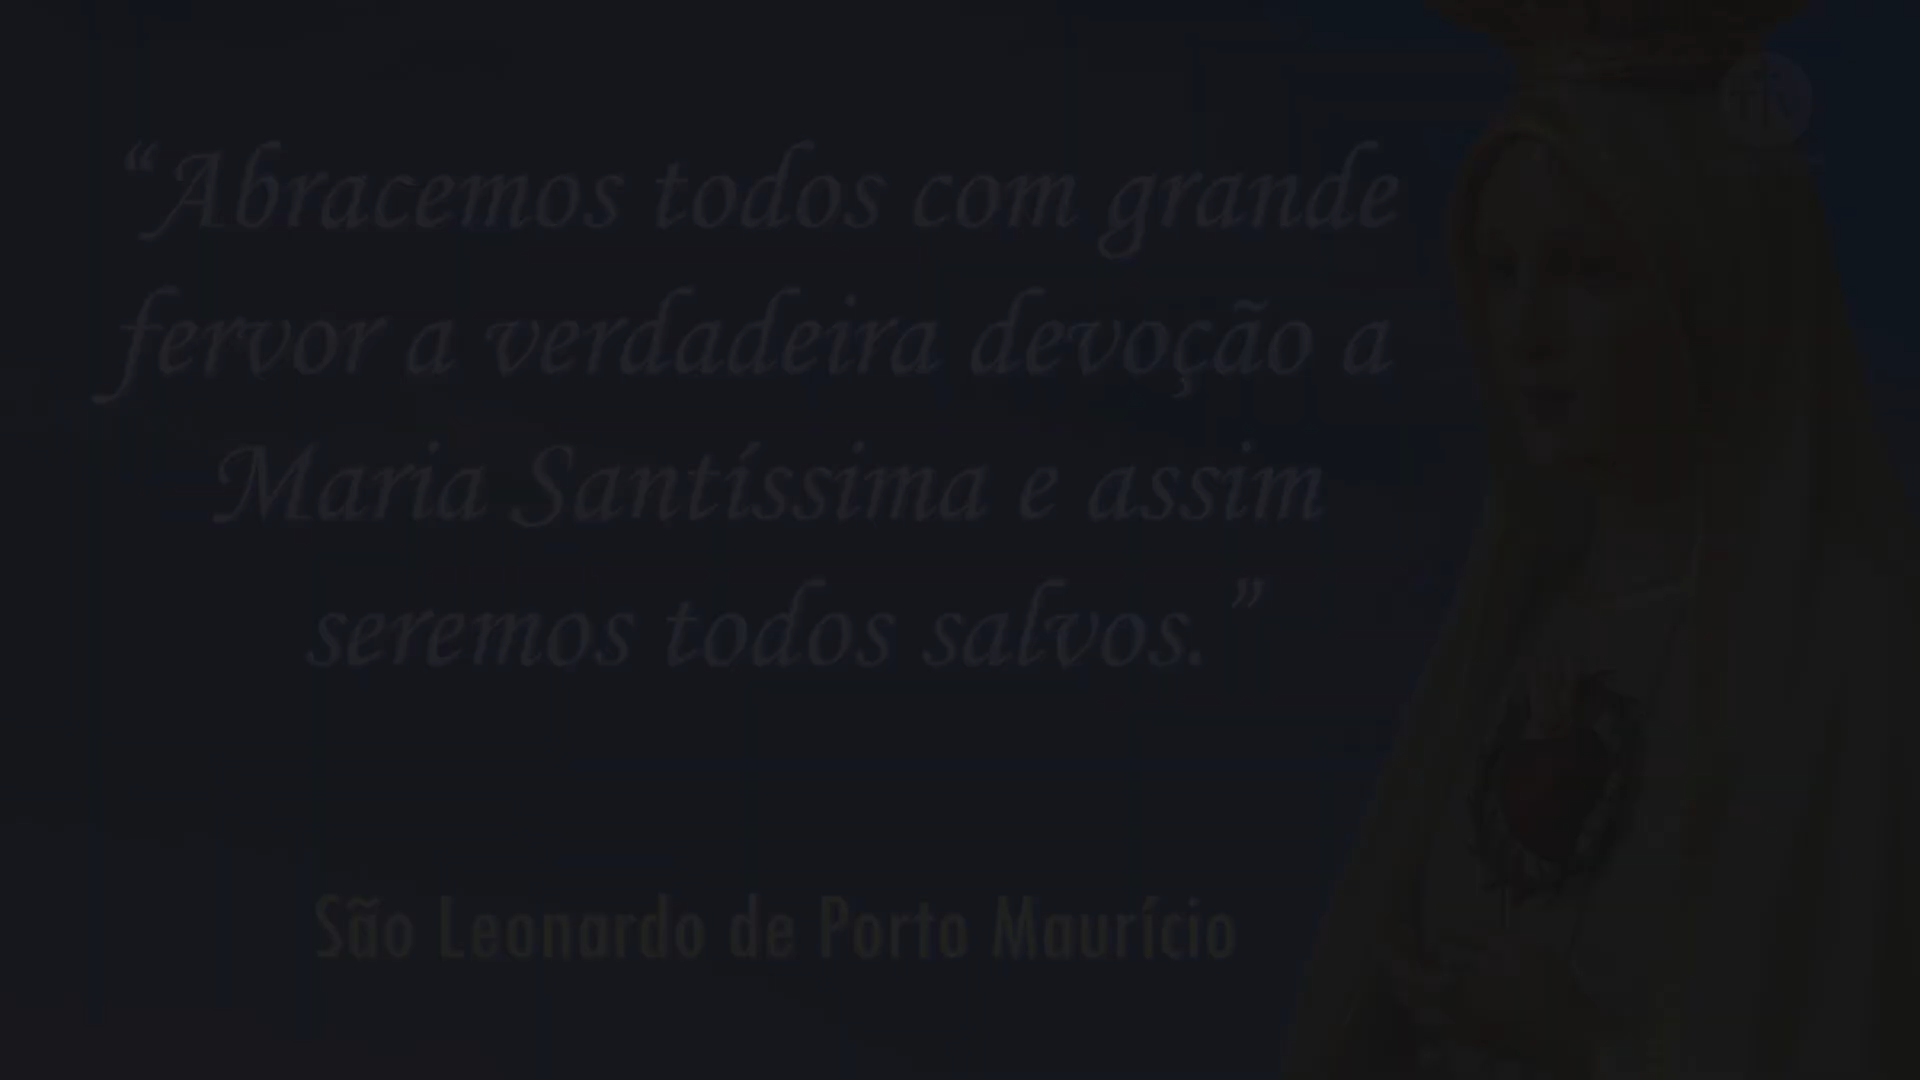 “Abracemos todos com grande
fervor a verdadeira devoção a
Maria Santíssima e assim
seremos todos salvos.”
São Leonardo de Porto Maurício